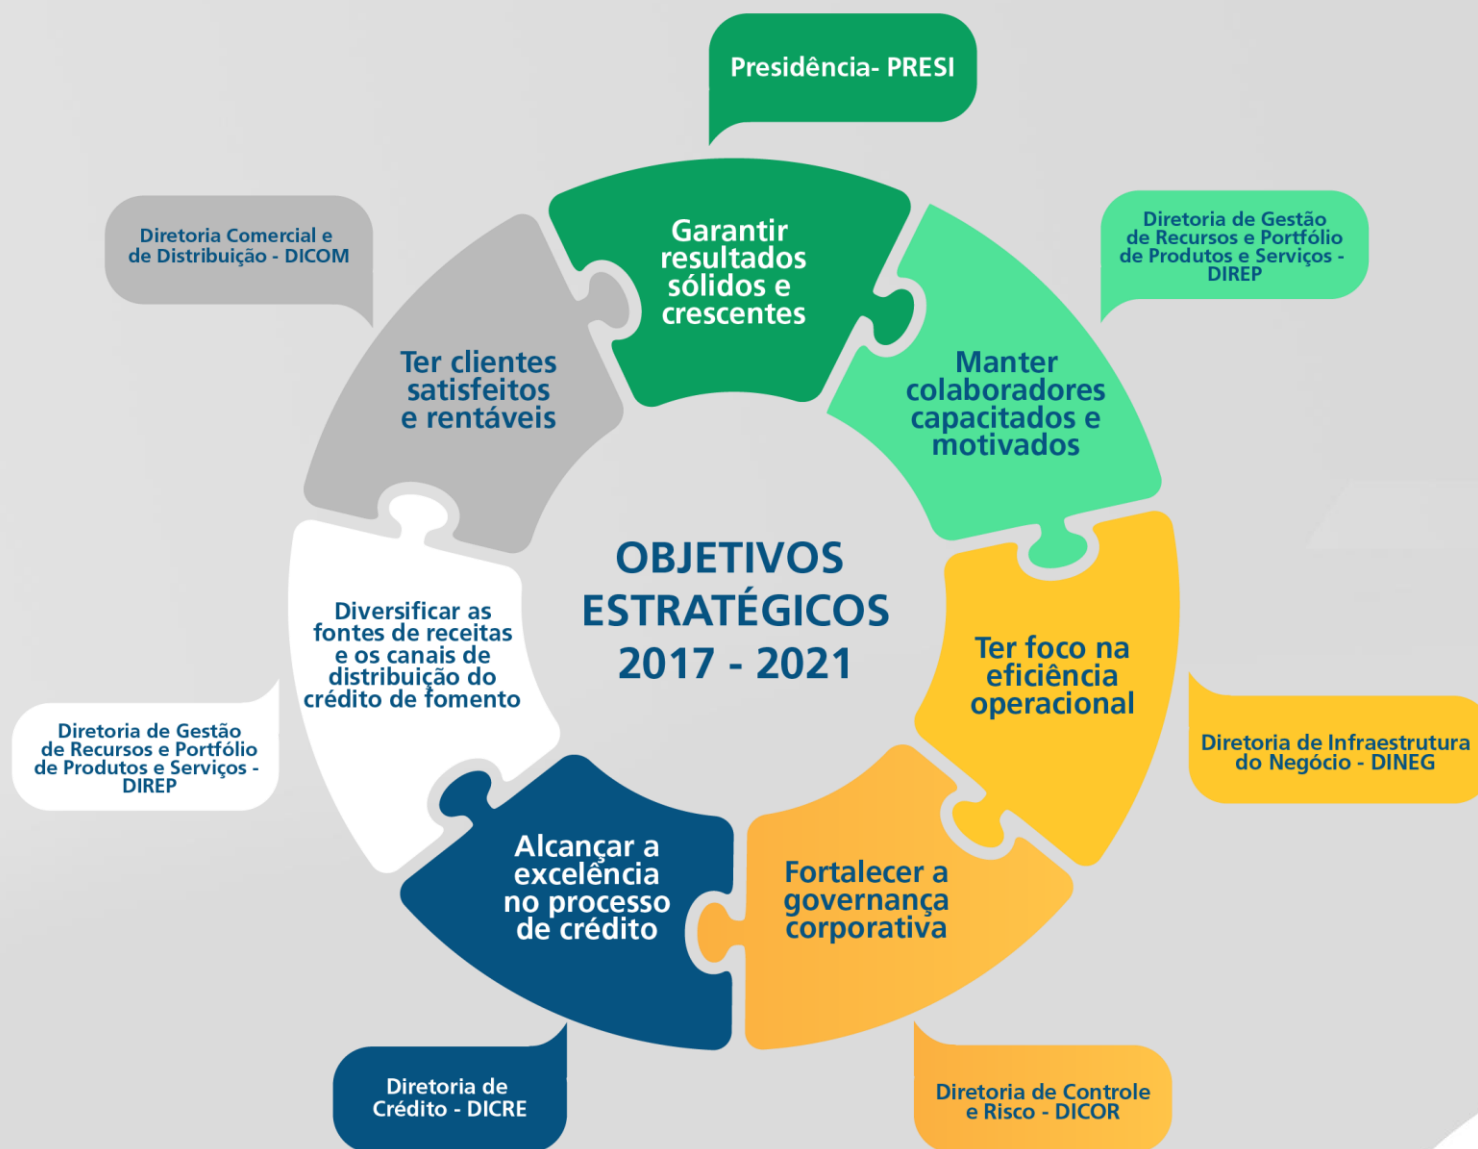 Presidência- PRESI
Garantir
resultados
sólidos e
crescentes
Diretoria de Gestão
de Recursos e Portfólio
de Produtos e Serviços -
DIREP
Manter
colaboradores
capacitados e
motivados
Ter foco na
eficiência
operacional
Diretoria de Infraestrutura
do Negócio - DINEG
Fortalecer a
governança
corporativa
Diretoria de Controle
e Risco - DICOR
Alcançar a
excelência
no processo
de crédito
Diretoria de
Crédito - DICRE
Diversificar as
fontes de receitas
e os canais de
distribuição do
crédito de fomento
Diretoria de Gestão
de Recursos e Portfólio
de Produtos e Serviços -
DIREP
Ter clientes
satisfeitos
e rentáveis
Diretoria Comercial e
de Distribuição - DICOM
OBJETIVOS
ESTRATÉGICOS
2017 - 2021